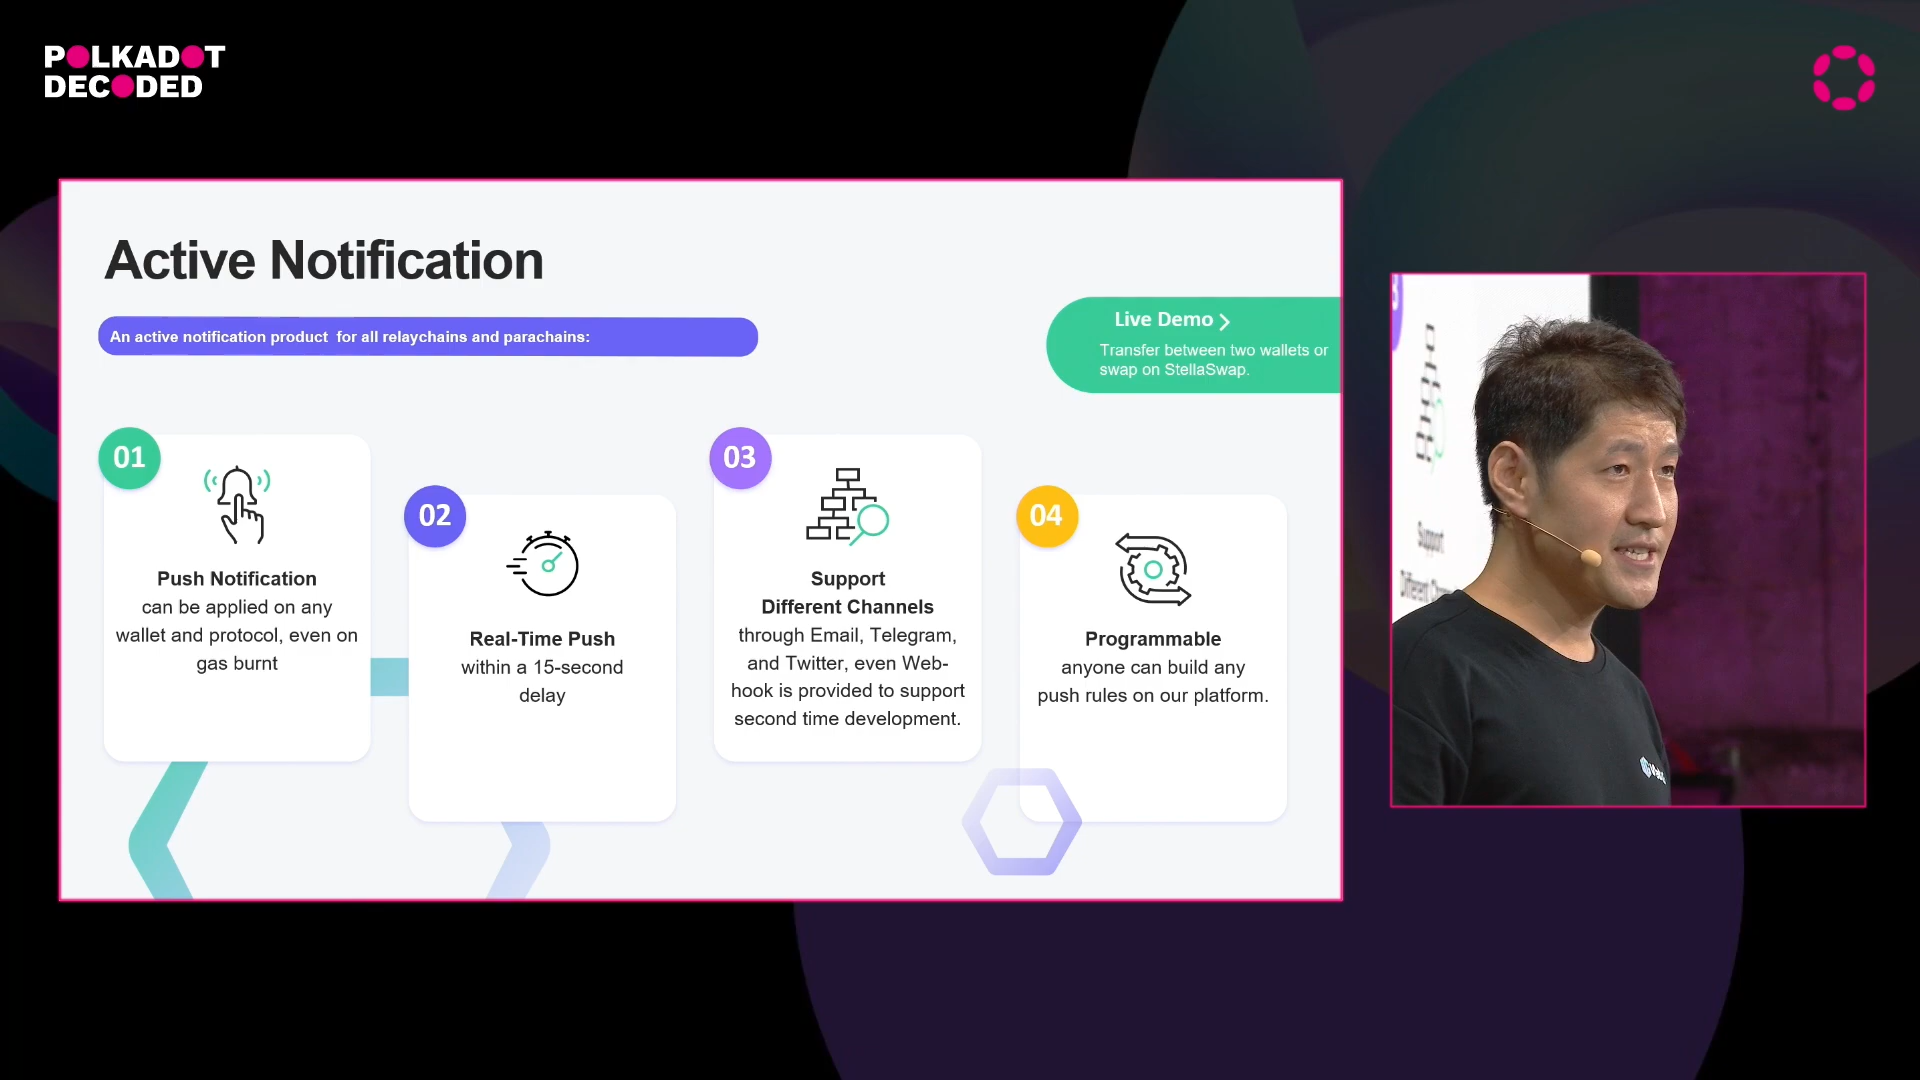 POLKADOT
DECODED
Active Notification
An active notification product for all relaychains and parachains:
Live Demo >
Transfer between two wallets or
swap on StellaSwap.
01
Push Notification
can be applied on any
wallet and protocol, even on
gas burnt
02
Real-Time Push
within a 15-second
delay
03
Support
Different Channels
through Email, Telegram,
and Twitter, even Web-
hook is provided to support
second time development.
04
Programmable
anyone can build any
push rules on our platform.
Support
Different